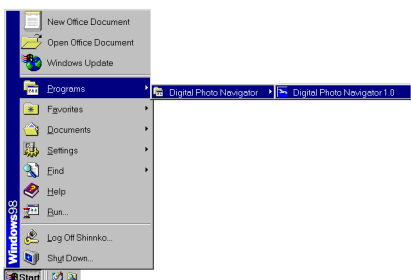 New Office Document
Open Office Document
Windows Update
Programs
Digital Photo Navigator
Digital Photo Navigator 1.0
Favorites
Documents
Settings
Find
Help
Run...
Log Off Shinnko...
Shut Down...
Windows98
Start